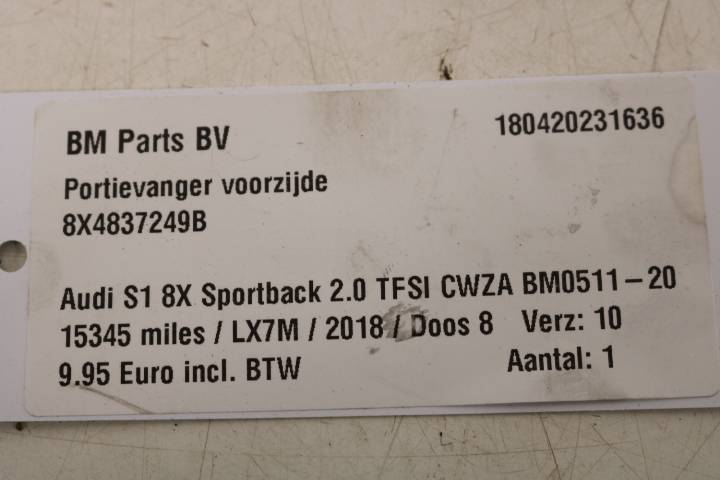 BM Parts BV 180420231636
Portievanger voorzijde
8X4837249B
Audi S1 8X Sportback 2.0 TFSI CWZA BM0511-20
15345 miles / LX7M / 2018 / Doos 8 Verz: 10
9.95 Euro incl. BTW Aantal: 1